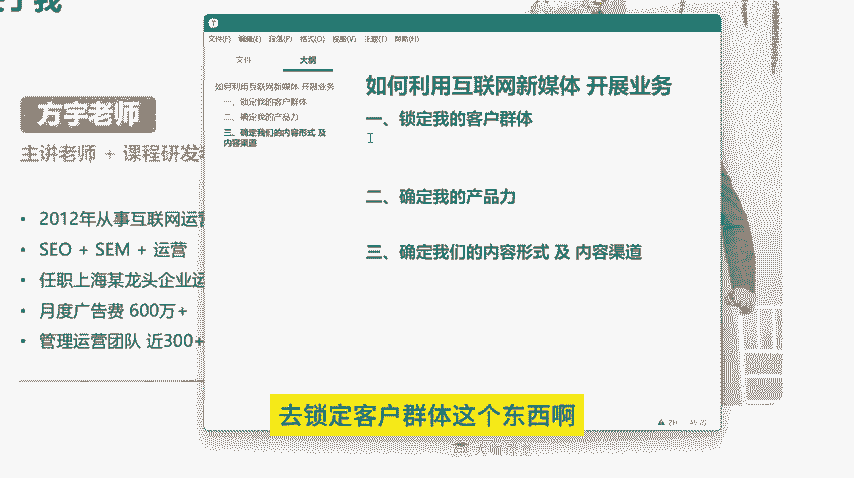 了我
方宇老师
主讲老师 + 课程研发
• 2012年从事互联网运营
• SEO + SEM + 运营
• 任职上海某龙头企业运
• 月度广告费 600万+
• 管理运营团队 近300+
文件(F) 编辑(E) 段落(P) 格式(O) 视图(V) 主题(T) 帮助(H)
文件 大纲
如何利用互联网新媒体 开展业务
一、锁定我的客户群体
二、确定我的产品力
三、确定我们的内容形式 及
内容渠道
如何利用互联网新媒体 开展业务
一、锁定我的客户群体
二、确定我的产品力
三、确定我们的内容形式 及 内容渠道
去锁定客户群体这个东西啊